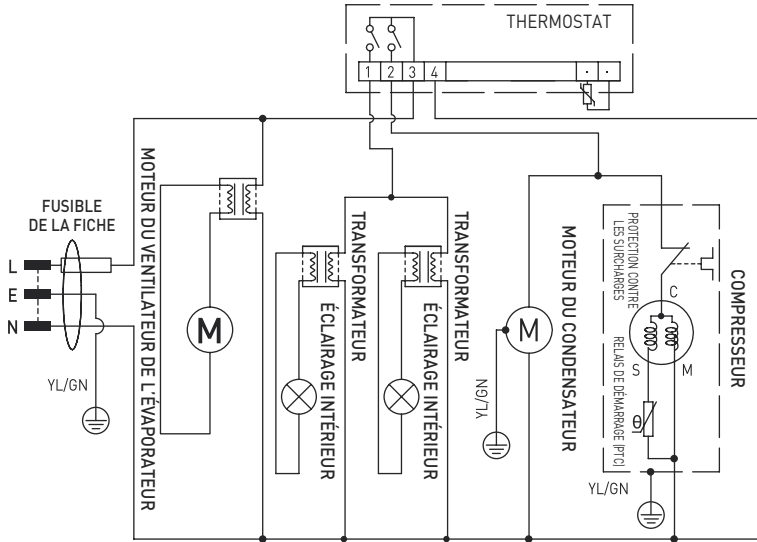 THERMOSTAT
1 2 3 4
FUSIBLE
DE LA FICHE
L
E
N
YL/GN
MOTEUR DU VENTILATEUR DE L'ÉVAPORATEUR
M
TRANSFORMATEUR
ÉCLAIRAGE INTÉRIEUR
TRANSFORMATEUR
ÉCLAIRAGE INTÉRIEUR
M
YL/GN
MOTEUR DU CONDENSATEUR
PROTECTION CONTRE
LES SURCHARGES
C
S M
RELAIS DE DÉMARRAGE (PTC)
θ
COMPRESSEUR
YL/GN